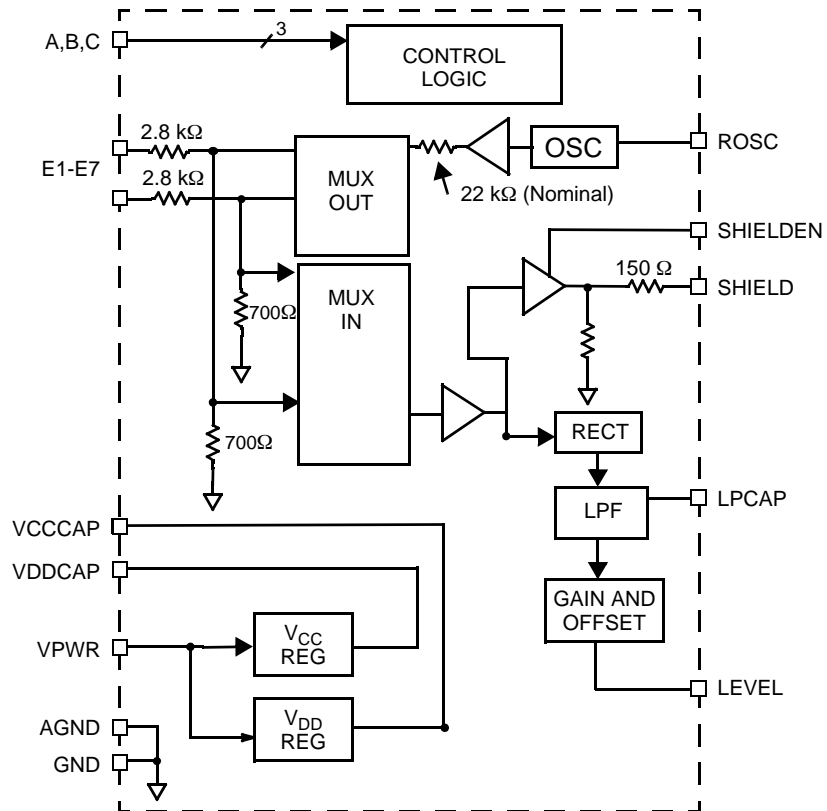 A,B,C
3
CONTROL
LOGIC
2.8 kΩ
E1-E7
2.8 kΩ
MUX
OUT
OSC
ROSC
22 kΩ (Nominal)
SHIELDEN
150 Ω
SHIELD
MUX
IN
700Ω
700Ω
RECT
LPF
LPCAP
VCCCAP
VDDCAP
GAIN AND
OFFSET
VPWR
VCC
REG
LEVEL
VDD
REG
AGND
GND